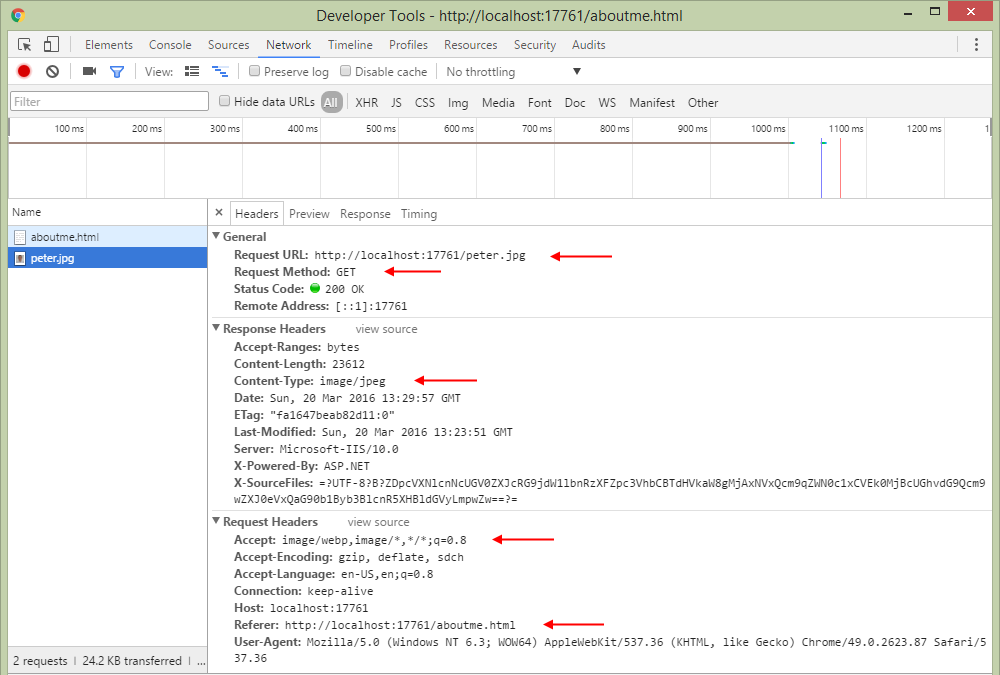 Developer Tools - http://localhost:17761/aboutme.html
Elements Console Sources Network Timeline Profiles Resources Security Audits
View: Preserve log Disable cache No throttling
Filter Hide data URLs All XHR JS CSS Img Media Font Doc WS Manifest Other
100 ms 200 ms 300 ms 400 ms 500 ms 600 ms 700 ms 800 ms 900 ms 1000 ms 1100 ms 1200 ms 1
Name
aboutme.html
peter.jpg
× Headers Preview Response Timing
General
Request URL: http://localhost:17761/peter.jpg
Request Method: GET
Status Code: 200 OK
Remote Address: [::1]:17761
Response Headers view source
Accept-Ranges: bytes
Content-Length: 23612
Content-Type: image/jpeg
Date: Sun, 20 Mar 2016 13:29:57 GMT
ETag: "fa1647beab82d11:0"
Last-Modified: Sun, 20 Mar 2016 13:23:51 GMT
Server: Microsoft-IIS/10.0
X-Powered-By: ASP.NET
X-SourceFiles: =?UTF-8?B?ZDpcVXNlcnNcUGV0ZXJcRG9jdW1lbnRzXFZpc3VhbCBTdHVkaW8gMjAxNVxQcm9qZWN0c1xCVEk0MjBcUGhvdG9Qcm9
wZXJ0eVxQaG90b1Byb3BlcnR5XHBldGVyLmpwZw==?=
Request Headers view source
Accept: image/webp,image/*,*/*;q=0.8
Accept-Encoding: gzip, deflate, sdch
Accept-Language: en-US,en;q=0.8
Connection: keep-alive
Host: localhost:17761
Referer: http://localhost:17761/aboutme.html
User-Agent: Mozilla/5.0 (Windows NT 6.3; WOW64) AppleWebKit/537.36 (KHTML, like Gecko) Chrome/49.0.2623.87 Safari/5
37.36
2 requests | 24.2 KB transferred | ...